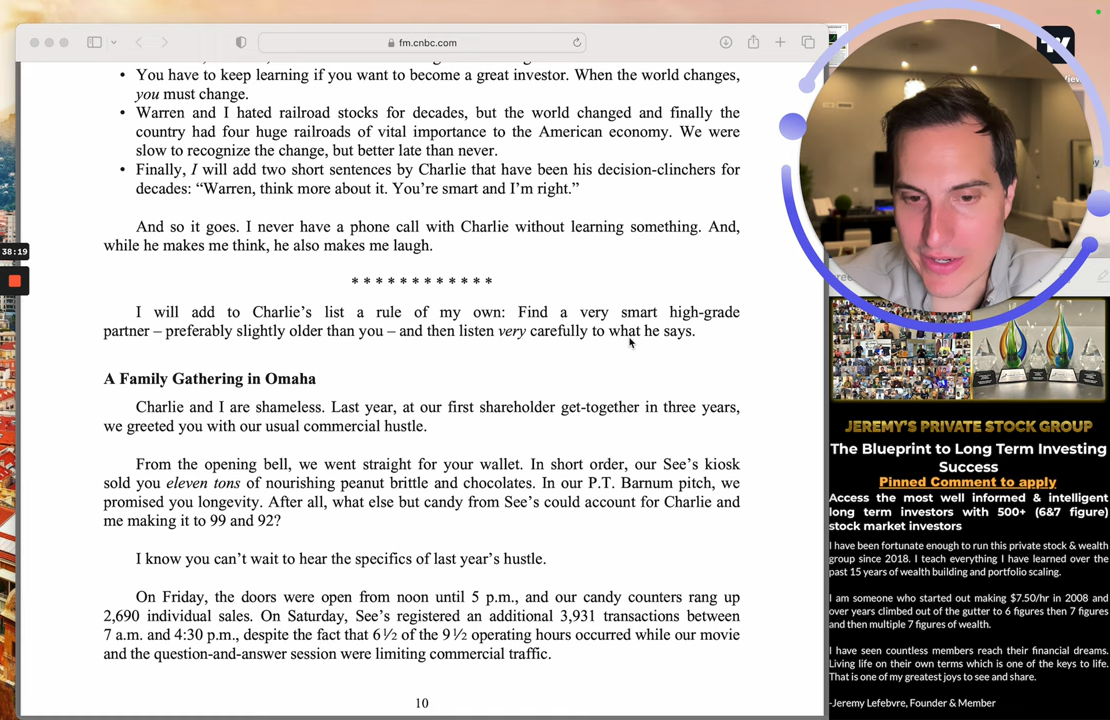 fm.cnbc.com
• You have to keep learning if you want to become a great investor. When the world changes,
you must change.
• Warren and I hated railroad stocks for decades, but the world changed and finally the
country had four huge railroads of vital importance to the American economy. We were
slow to recognize the change, but better late than never.
• Finally, I will add two short sentences by Charlie that have been his decision-clinchers for
decades: “Warren, think more about it. You’re smart and I’m right.”
And so it goes. I never have a phone call with Charlie without learning something. And,
while he makes me think, he also makes me laugh.
38:19
* * * * * * * * * * * *
I will add to Charlie’s list a rule of my own: Find a very smart high-grade
partner – preferably slightly older than you – and then listen very carefully to what he says.
A Family Gathering in Omaha
Charlie and I are shameless. Last year, at our first shareholder get-together in three years,
we greeted you with our usual commercial hustle.
From the opening bell, we went straight for your wallet. In short order, our See’s kiosk
sold you eleven tons of nourishing peanut brittle and chocolates. In our P.T. Barnum pitch, we
promised you longevity. After all, what else but candy from See’s could account for Charlie and
me making it to 99 and 92?
I know you can’t wait to hear the specifics of last year’s hustle.
On Friday, the doors were open from noon until 5 p.m., and our candy counters rang up
2,690 individual sales. On Saturday, See’s registered an additional 3,931 transactions between
7 a.m. and 4:30 p.m., despite the fact that 6 ½ of the 9 ½ operating hours occurred while our movie
and the question-and-answer session were limiting commercial traffic.
10
JEREMY'S PRIVATE STOCK GROUP
The Blueprint to Long Term Investing
Success
Pinned Comment to apply
Access the most well informed & intelligent
long term investors with 500+ (6&7 figure)
stock market investors
I have been fortunate enough to run this private stock & wealth
group since 2018. I teach everything I have learned over the
past 15 years of wealth building and portfolio scaling.
I am someone who started out making $7.50/hr in 2008 and
over years climbed out of the gutter to 6 figures then 7 figures
and then multiple 7 figures of wealth.
I have seen countless members reach their financial dreams.
Living life on their own terms which is one of the keys to life.
That is one of my greatest joys to see and share.
-Jeremy Lefebvre, Founder & Member